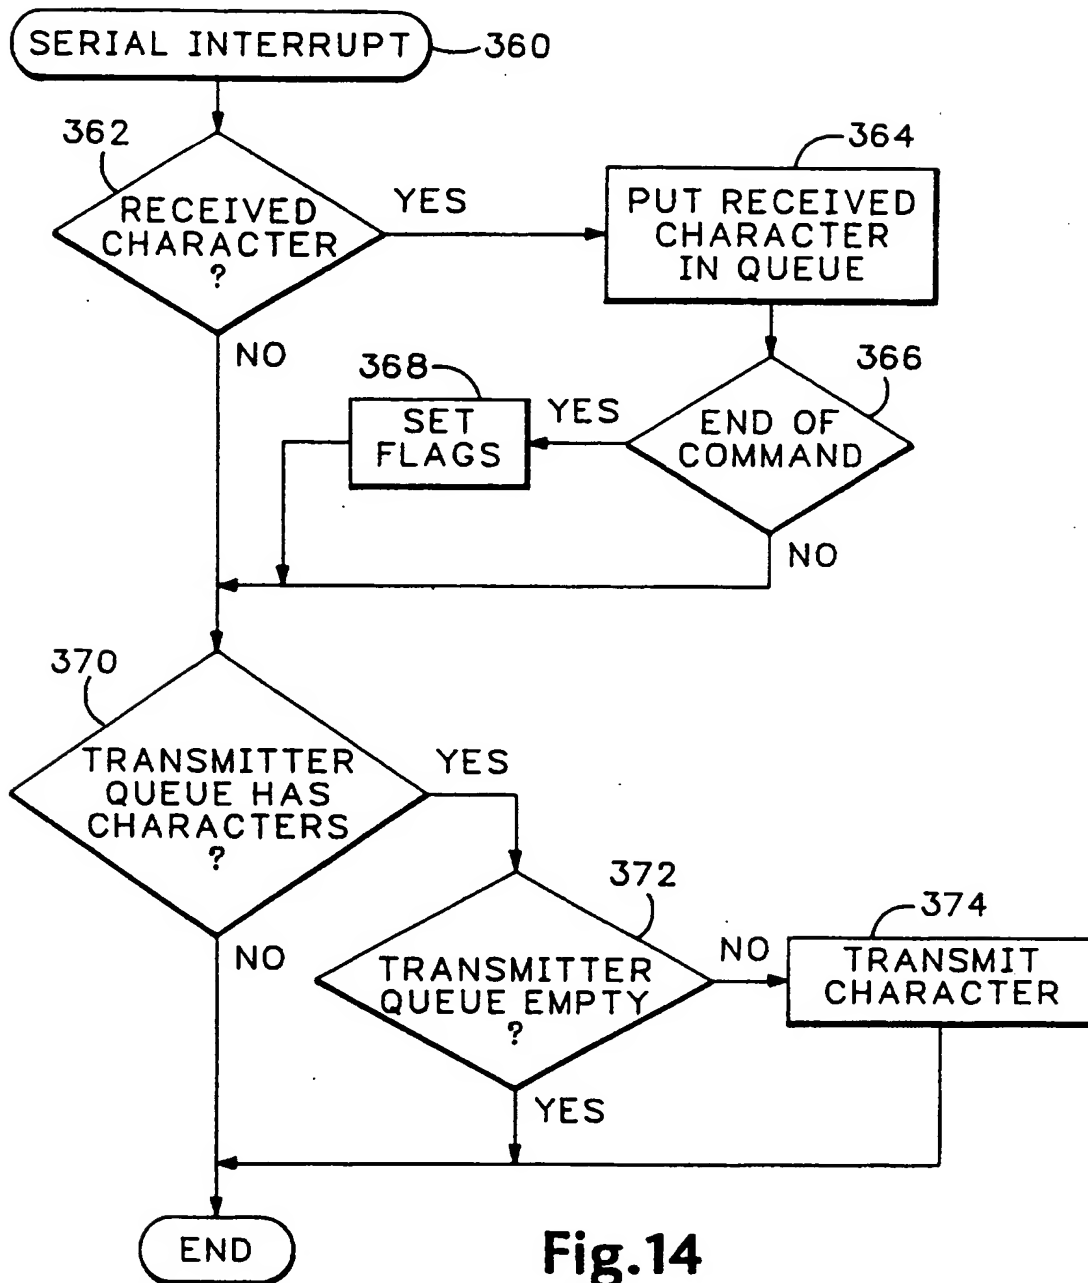 SERIAL INTERRUPT
360
362
RECEIVED
CHARACTER
?
YES
364
PUT RECEIVED
CHARACTER
IN QUEUE
NO
368
SET
FLAGS
YES
366
END OF
COMMAND
NO
370
TRANSMITTER
QUEUE HAS
CHARACTERS
?
YES
NO
372
TRANSMITTER
QUEUE EMPTY
?
NO
374
TRANSMIT
CHARACTER
YES
END
Fig.14